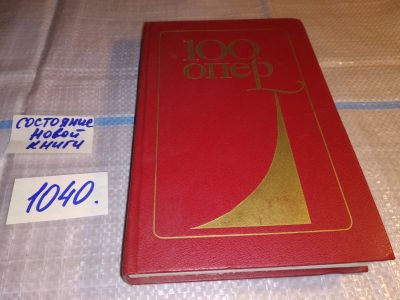 100
опер
состояние
новой
книги
1040.